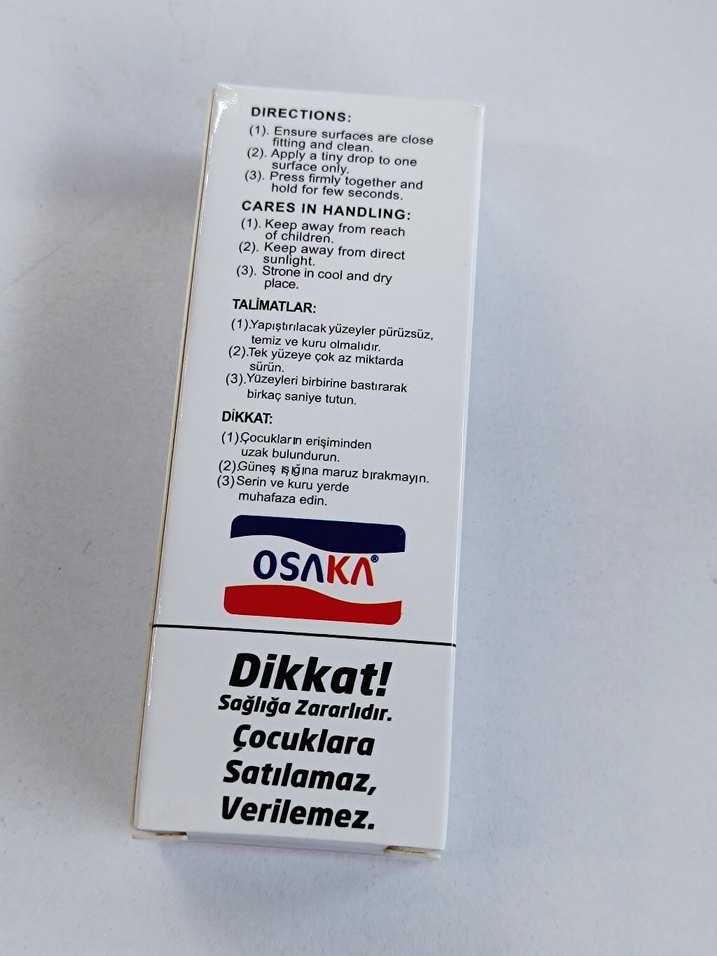 DIRECTIONS:
(1). Ensure surfaces are close
fitting and clean.
(2). Apply a tiny drop to one
surface only.
(3). Press firmly together and
hold for few seconds.
CARES IN HANDLING:
(1). Keep away from reach
of children.
(2). Keep away from direct
sunlight.
(3). Strone in cool and dry
place.
TALİMATLAR:
(1).Yapıştırılacak yüzeyler pürüzsüz,
temiz ve kuru olmalıdır.
(2).Tek yüzeye çok az miktarda
sürün.
(3).Yüzeyleri birbirine bastırarak
birkaç saniye tutun.
DİKKAT:
(1).Çocukların erişiminden
uzak bulundurun.
(2).Güneş ışığına maruz bırakmayın.
(3)Serin ve kuru yerde
muhafaza edin.
OSAKA®
Dikkat!
Sağlığa Zararlıdır.
Çocuklara
Satılamaz,
Verilemez.